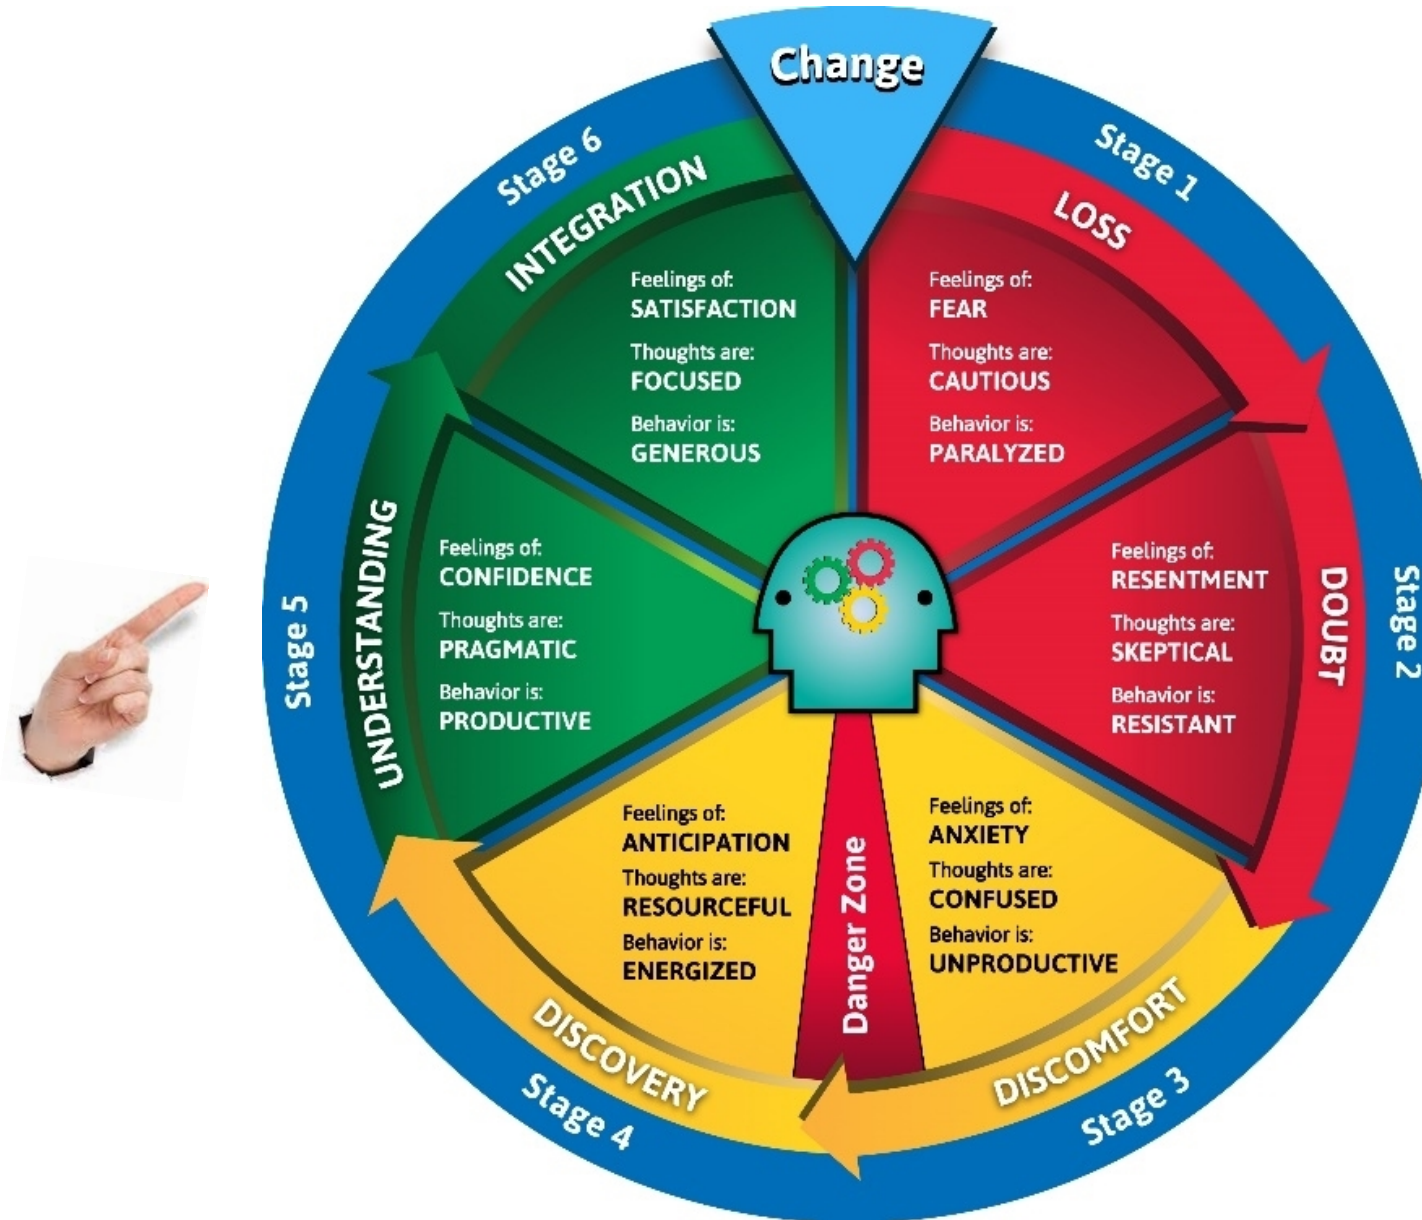 Change
Stage 1
LOSS
Feelings of:
FEAR
Thoughts are:
CAUTIOUS
Behavior is:
PARALYZED
Stage 2
DOUBT
Feelings of:
RESENTMENT
Thoughts are:
SKEPTICAL
Behavior is:
RESISTANT
Stage 3
DISCOMFORT
Feelings of:
ANXIETY
Thoughts are:
CONFUSED
Behavior is:
UNPRODUCTIVE
Danger Zone
Stage 4
DISCOVERY
Feelings of:
ANTICIPATION
Thoughts are:
RESOURCEFUL
Behavior is:
ENERGIZED
Stage 5
UNDERSTANDING
Feelings of:
CONFIDENCE
Thoughts are:
PRAGMATIC
Behavior is:
PRODUCTIVE
Stage 6
INTEGRATION
Feelings of:
SATISFACTION
Thoughts are:
FOCUSED
Behavior is:
GENEROUS